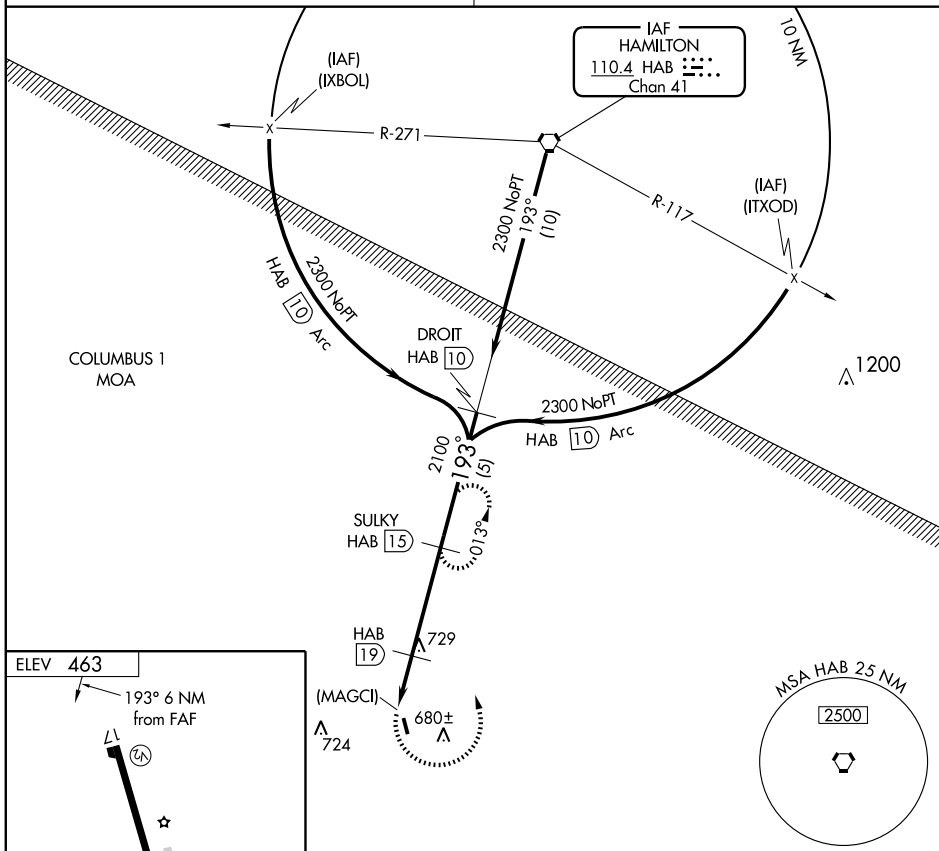 10 NM
IAF
HAMILTON
110.4 HAB
Chan 41
(IAF)
(IXBOL)
R-271
2300 NoPT
193°
(10)
R-117
(IAF)
(ITXOD)
2300 NoPT
HAB 10 Arc
DROIT
HAB 10
COLUMBUS 1
MOA
1200
2300 NoPT
HAB 10 Arc
2100
193°
(5)
SULKY
HAB 15
013°
HAB
19
729
(MAGCI)
680±
724
ELEV 463
193° 6 NM
from FAF
17
V2
MSA HAB 25 NM
2500